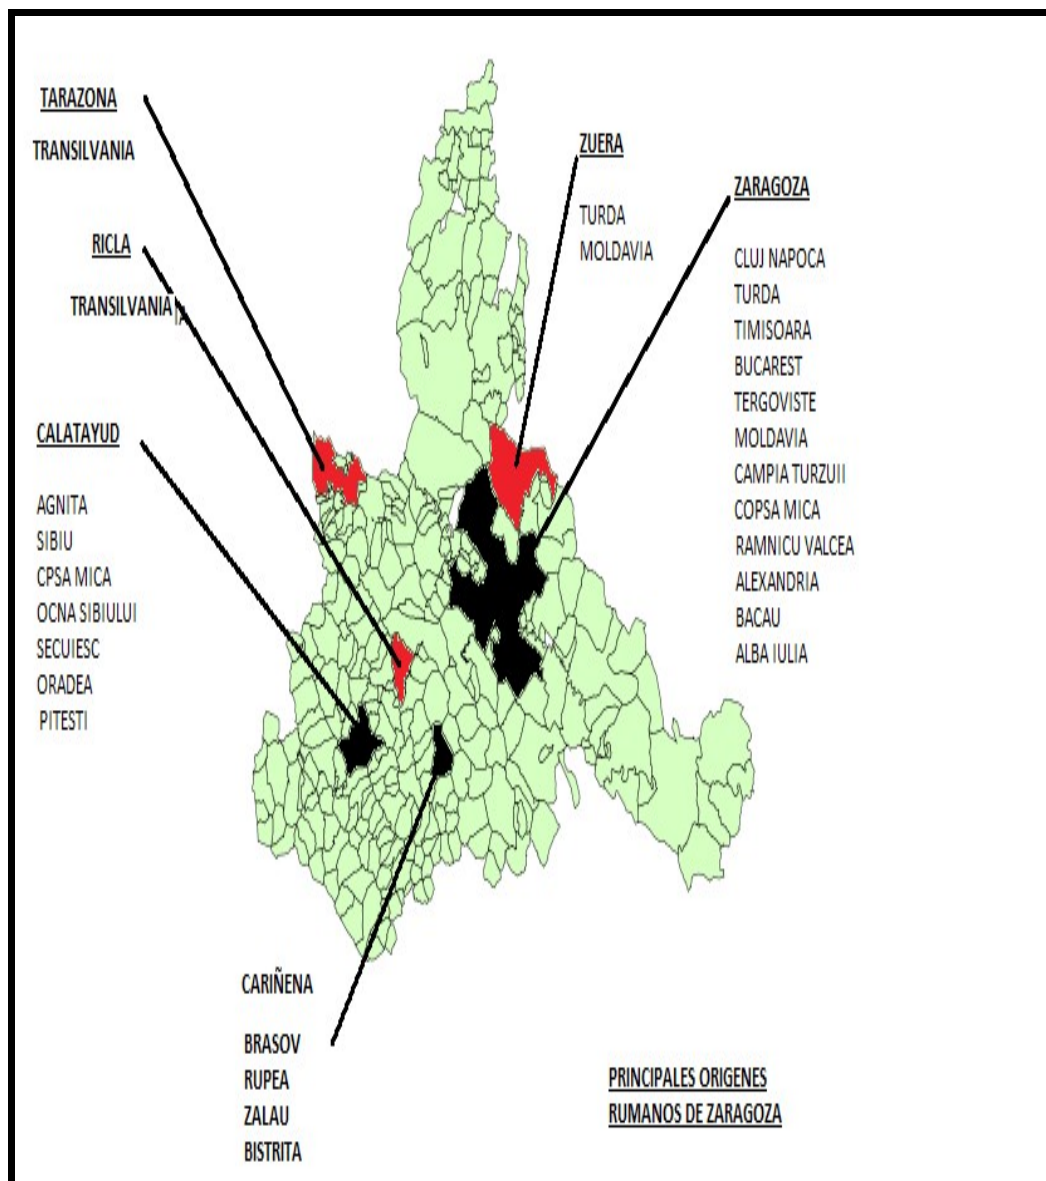 TARAZONA
TRANSILVANIA
RICLA
TRANSILVANIA
CALATAYUD
AGNITA
SIBIU
CPSA MICA
OCNA SIBIULUI
SECUIESC
ORADEA
PITESTI
ZUERA
TURDA
MOLDAVIA
ZARAGOZA
CLUJ NAPOCA
TURDA
TIMISOARA
BUCAREST
TERGOVISTE
MOLDAVIA
CAMPIA TURZUII
COPSA MICA
RAMNICU VALCEA
ALEXANDRIA
BACAU
ALBA IULIA
CARIÑENA
BRASOV
RUPEA
ZALAU
BISTRITA
PRINCIPALES ORIGENES
RUMANOS DE ZARAGOZA